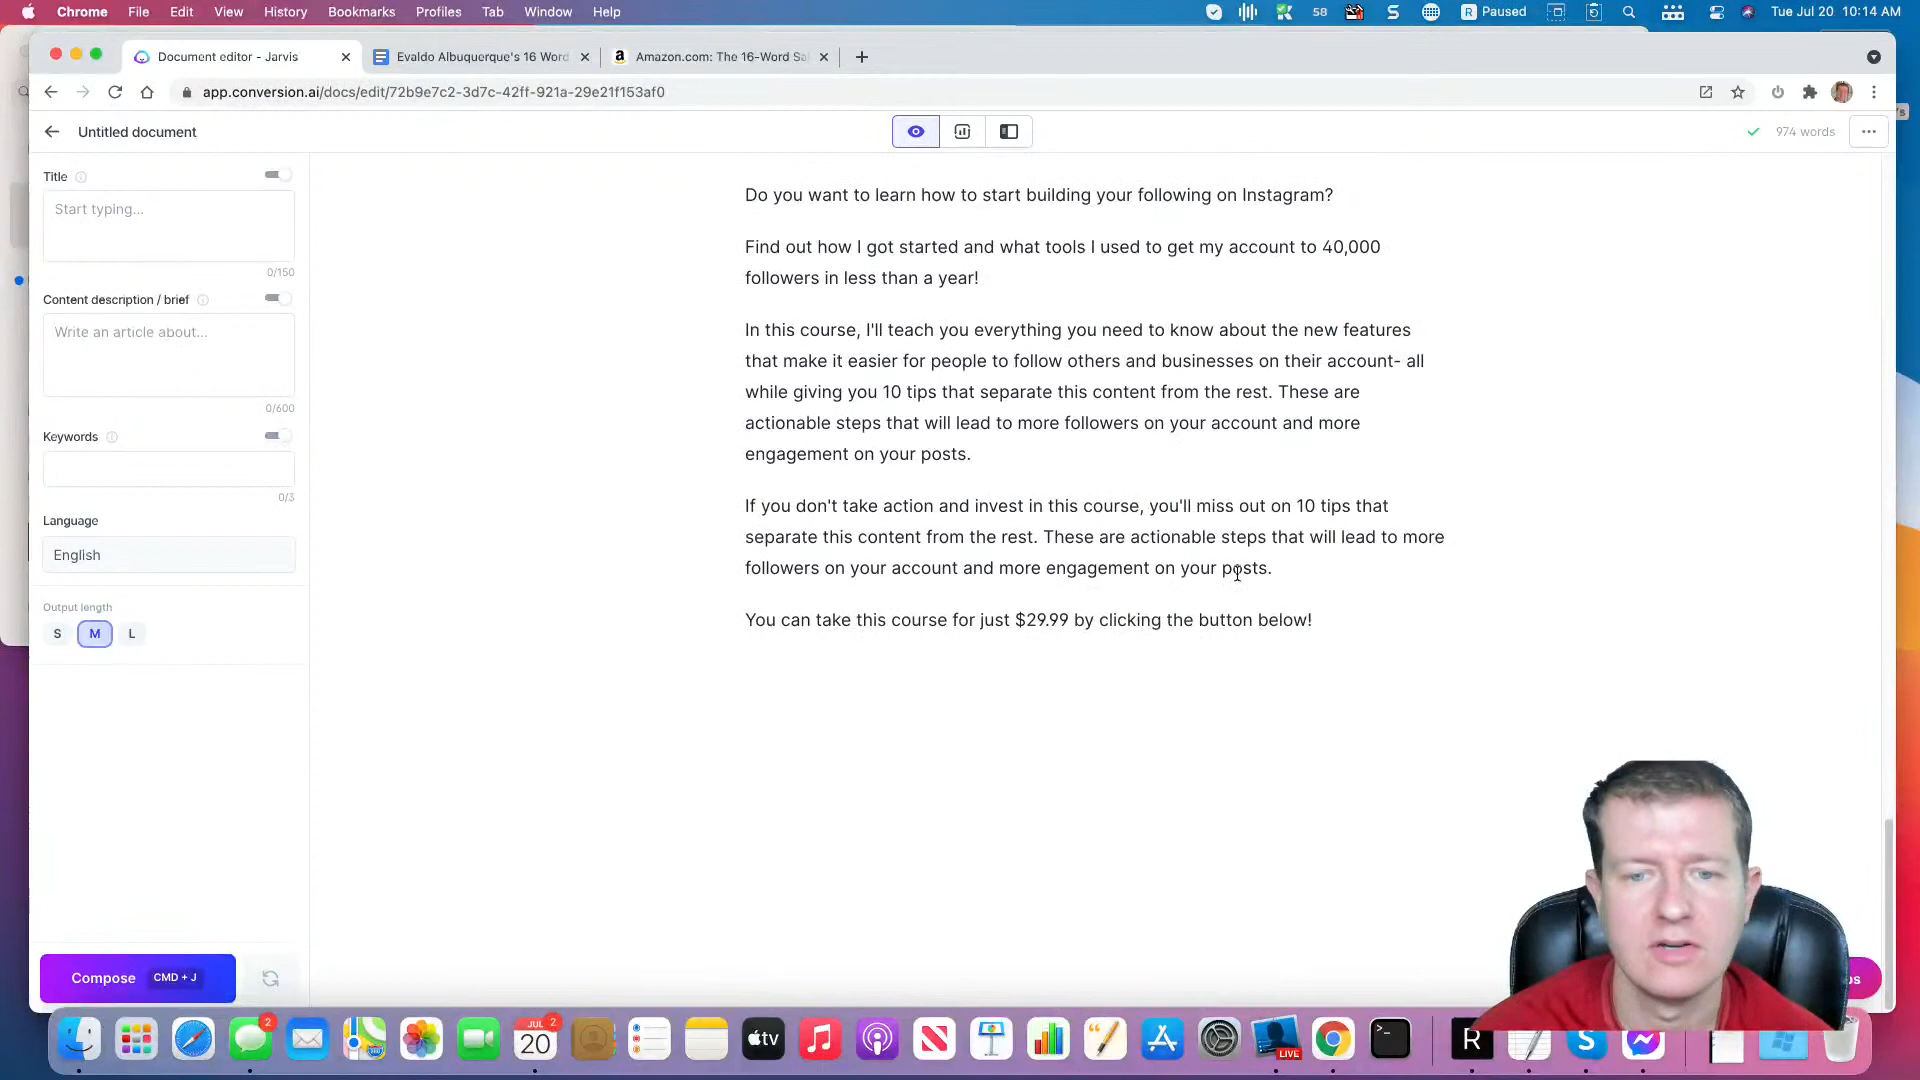 Chrome File Edit View History Bookmarks Profiles Tab Window Help 58 R Paused Tue Jul 20 10:14 AM
Document editor - Jarvis Evaldo Albuquerque's 16 Word Amazon.com: The 16-Word Sal
app.conversion.ai/docs/edit/72b9e7c2-3d7c-42ff-921a-29e21f153af0
Untitled document 974 words
Title
Start typing...
0/150
Content description / brief
Write an article about...
0/600
Keywords
0/3
Language
English
Output length
S M L
Compose CMD + J
Do you want to learn how to start building your following on Instagram?
Find out how I got started and what tools I used to get my account to 40,000
followers in less than a year!
In this course, I'll teach you everything you need to know about the new features
that make it easier for people to follow others and businesses on their account- all
while giving you 10 tips that separate this content from the rest. These are
actionable steps that will lead to more followers on your account and more
engagement on your posts.
If you don't take action and invest in this course, you'll miss out on 10 tips that
separate this content from the rest. These are actionable steps that will lead to more
followers on your account and more engagement on your posts.
You can take this course for just $29.99 by clicking the button below!
2 JUL 20 2 tv LIVE R